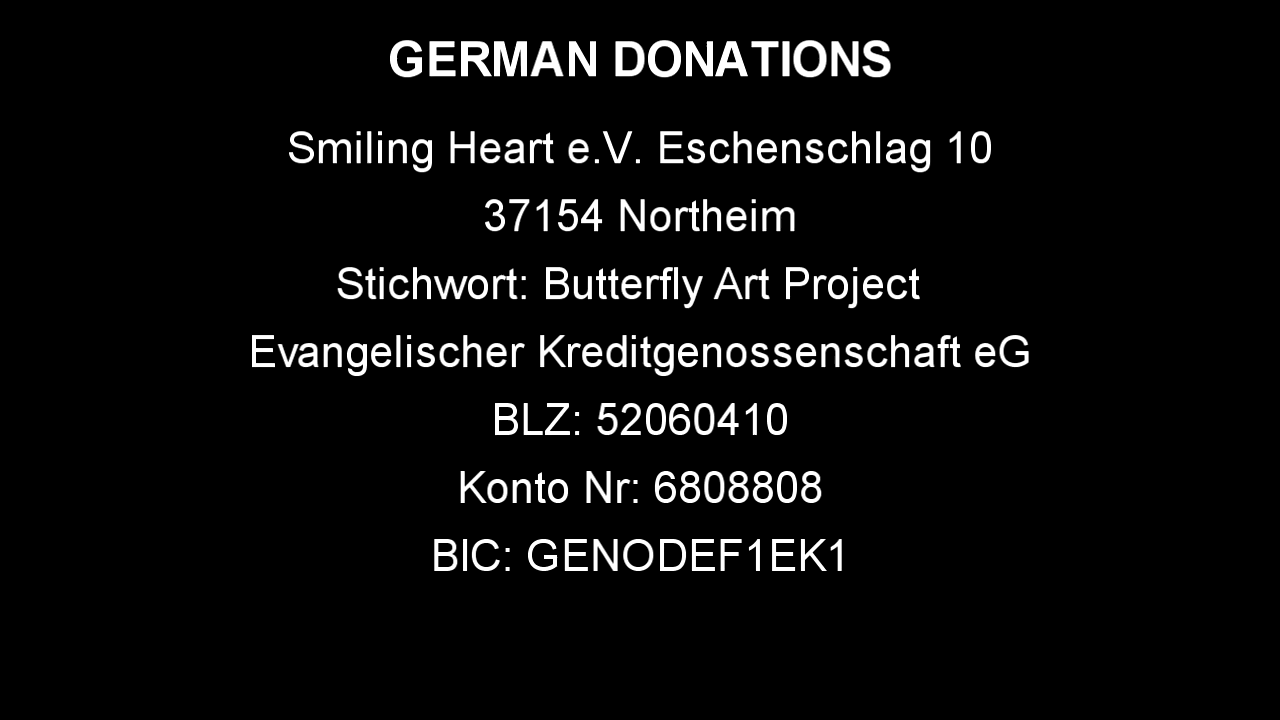 GERMAN DONATIONS
Smiling Heart e.V. Eschenschlag 10
37154 Northeim
Stichwort: Butterfly Art Project
Evangelischer Kreditgenossenschaft eG
BLZ: 52060410
Konto Nr: 6808808
BIC: GENODEF1EK1